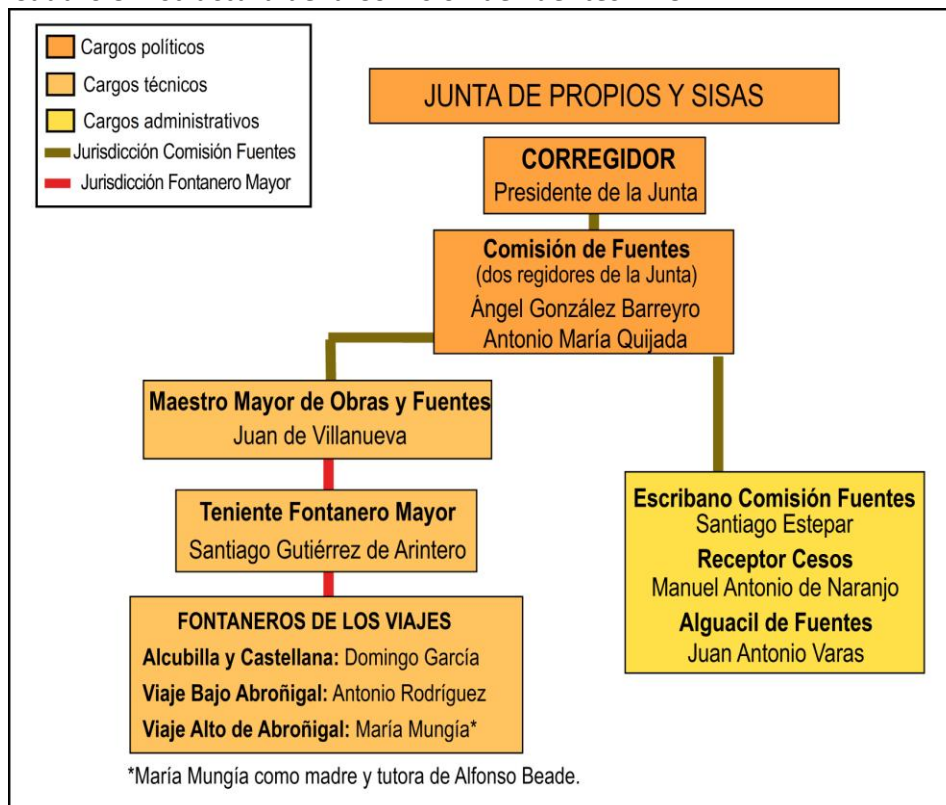 Cargos políticos
Cargos técnicos
Cargos administrativos
Jurisdicción Comisión Fuentes
Jurisdicción Fontanero Mayor
JUNTA DE PROPIOS Y SISAS
CORREGIDOR
Presidente de la Junta
Comisión de Fuentes
(dos regidores de la Junta)
Ángel González Barreyro
Antonio María Quijada
Maestro Mayor de Obras y Fuentes
Juan de Villanueva
Teniente Fontanero Mayor
Santiago Gutiérrez de Arintero
FONTANEROS DE LOS VIAJES
Alcubilla y Castellana: Domingo García
Viaje Bajo Abroñigal: Antonio Rodríguez
Viaje Alto de Abroñigal: María Mungía*
Escribano Comisión Fuentes
Santiago Estepar
Receptor Cesos
Manuel Antonio de Naranjo
Alguacil de Fuentes
Juan Antonio Varas
*María Mungía como madre y tutora de Alfonso Beade.